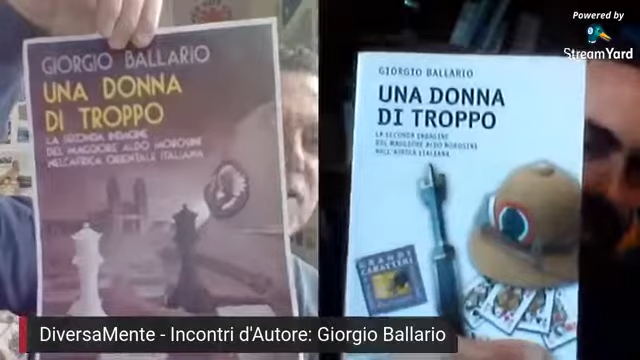 Powered by
StreamYard
GIORGIO BALLARIO
UNA DONNA
DI TROPPO
LA SECONDA INDAGINE
DEL MAGGIORE ALDO MOROSINI
NELL'AFRICA ORIENTALE ITALIANA
GIORGIO BALLARIO
UNA DONNA
DI TROPPO
LA SECONDA INDAGINE
DEL MAGGIORE ALDO MOROSINI
NELL'AFRICA ITALIANA
GRANDI
CARATTERI
DiversaMente - Incontri d'Autore: Giorgio Ballario